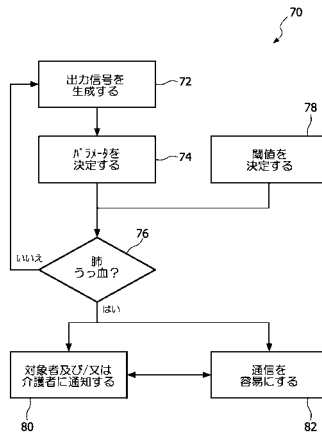 70
出力信号を
生成する
72
パラメータを
決定する
74
78
閾値を
決定する
76
肺
うっ血?
いいえ
はい
対象者及び/又は
介護者に通知する
80
通信を
容易にする
82